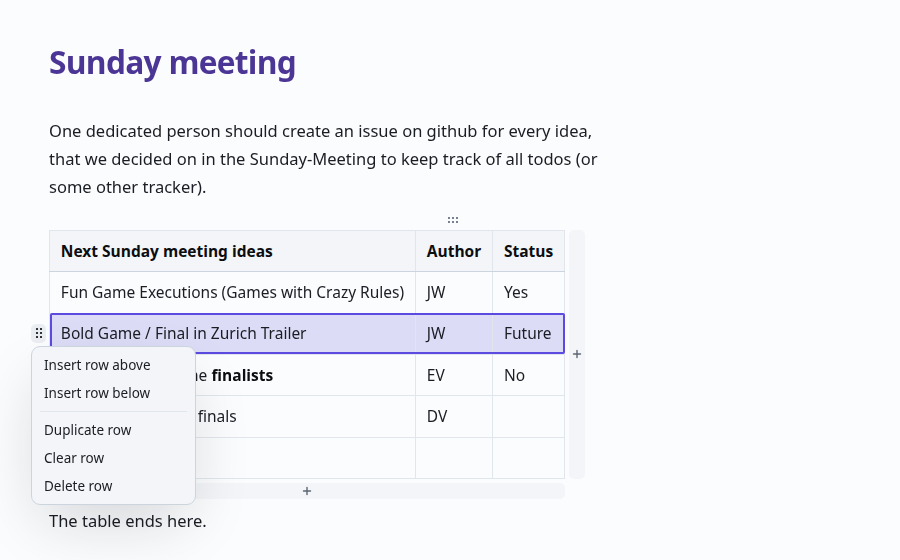 Sunday meeting
One dedicated person should create an issue on github for every idea,
that we decided on in the Sunday-Meeting to keep track of all todos (or
some other tracker).
Next Sunday meeting ideas Author Status
Fun Game Executions (Games with Crazy Rules) JW Yes
Bold Game / Final in Zurich Trailer JW Future
finalists EV No
finals DV
Insert row above
Insert row below
Duplicate row
Clear row
Delete row
+
+
The table ends here.